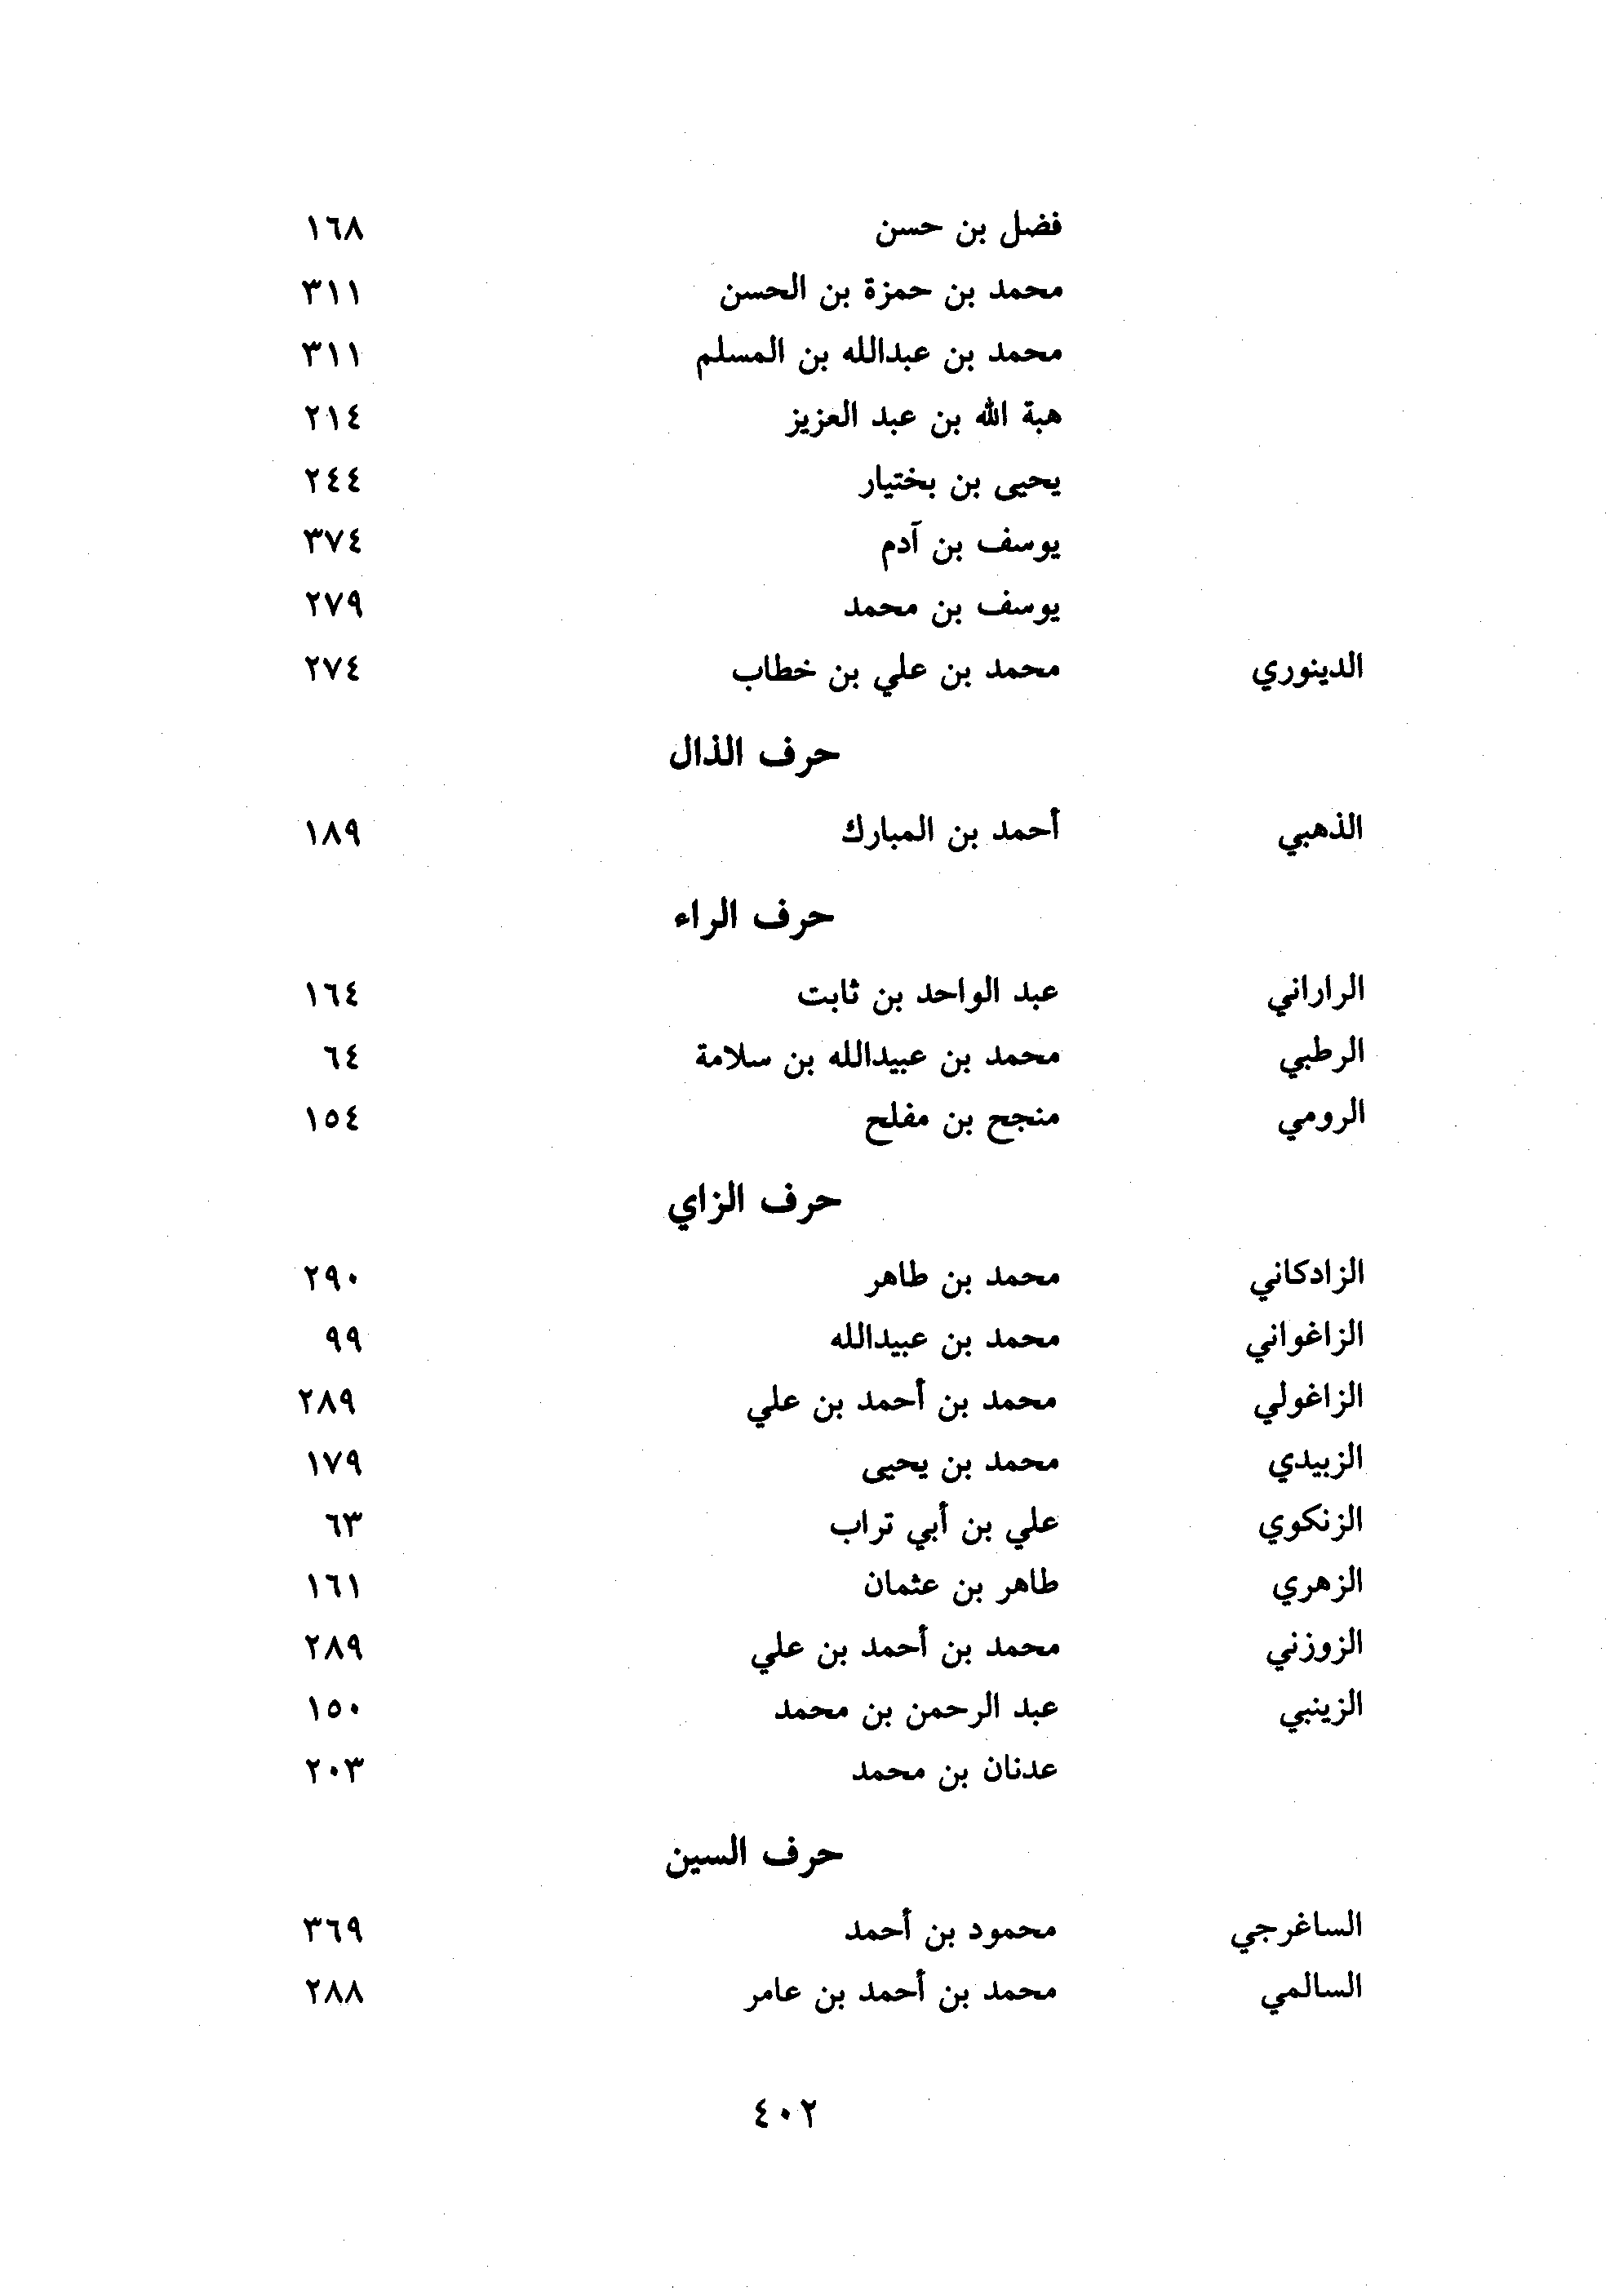 فضل بن حسن ١٦٨
محمد بن حمزة بن الحسن ٣١١
محمد بن عبدالله بن المسلم ٣١١
هبة الله بن عبد العزيز ٢١٤
يحيى بن بختيار ٢٤٤
يوسف بن آدم ٣٧٤
يوسف بن محمد ٢٧٩
الدينوري محمد بن علي بن خطاب ٢٧٤
حرف الذال
الذهبي أحمد بن المبارك ١٨٩
حرف الراء
الراراني عبد الواحد بن ثابت ١٦٤
الرطبي محمد بن عبيدالله بن سلامة ٦٤
الرومي منجح بن مفلح ١٥٤
حرف الزاي
الزادكاني محمد بن طاهر ٢٩٠
الزاغواني محمد بن عبيدالله ٩٩
الزاغولي محمد بن أحمد بن علي ٢٨٩
الزبيدي محمد بن يحيى ١٧٩
الزنكوي علي بن أبي تراب ٦٣
الزهري طاهر بن عثمان ١٦١
الزوزني محمد بن أحمد بن علي ٢٨٩
الزينبي عبد الرحمن بن محمد ١٥٠
عدنان بن محمد ٢٠٣
حرف السين
الساغرجي محمود بن أحمد ٣٦٩
السالمي محمد بن أحمد بن عامر ٢٨٨
٤٠٢